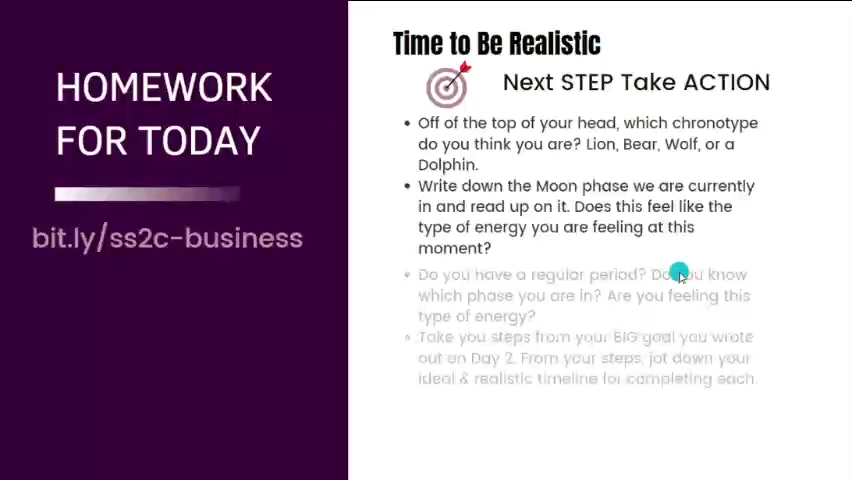 HOMEWORK
FOR TODAY
bit.ly/ss2c-business
Time to Be Realistic
Next STEP Take ACTION
• Off of the top of your head, which chronotype
do you think you are? Lion, Bear, Wolf, or a
Dolphin.
• Write down the Moon phase we are currently
in and read up on it. Does this feel like the
type of energy you are feeling at this
moment?
• Do you have a regular period? Do you know
which phase you are in? Are you feeling this
type of energy?
• Take you steps from your BIG goal you wrote
out on Day 2. From your steps, jot down your
ideal & realistic timeline for completing each.